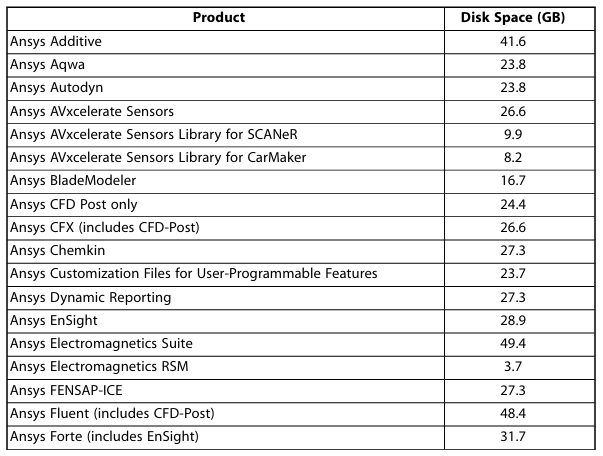 Product Disk Space (GB)
Ansys Additive 41.6
Ansys Aqwa 23.8
Ansys Autodyn 23.8
Ansys AVxcelerate Sensors 26.6
Ansys AVxcelerate Sensors Library for SCANeR 9.9
Ansys AVxcelerate Sensors Library for CarMaker 8.2
Ansys BladeModeler 16.7
Ansys CFD Post only 24.4
Ansys CFX (includes CFD-Post) 26.6
Ansys Chemkin 27.3
Ansys Customization Files for User-Programmable Features 23.7
Ansys Dynamic Reporting 27.3
Ansys EnSight 28.9
Ansys Electromagnetics Suite 49.4
Ansys Electromagnetics RSM 3.7
Ansys FENSAP-ICE 27.3
Ansys Fluent (includes CFD-Post) 48.4
Ansys Forte (includes EnSight) 31.7